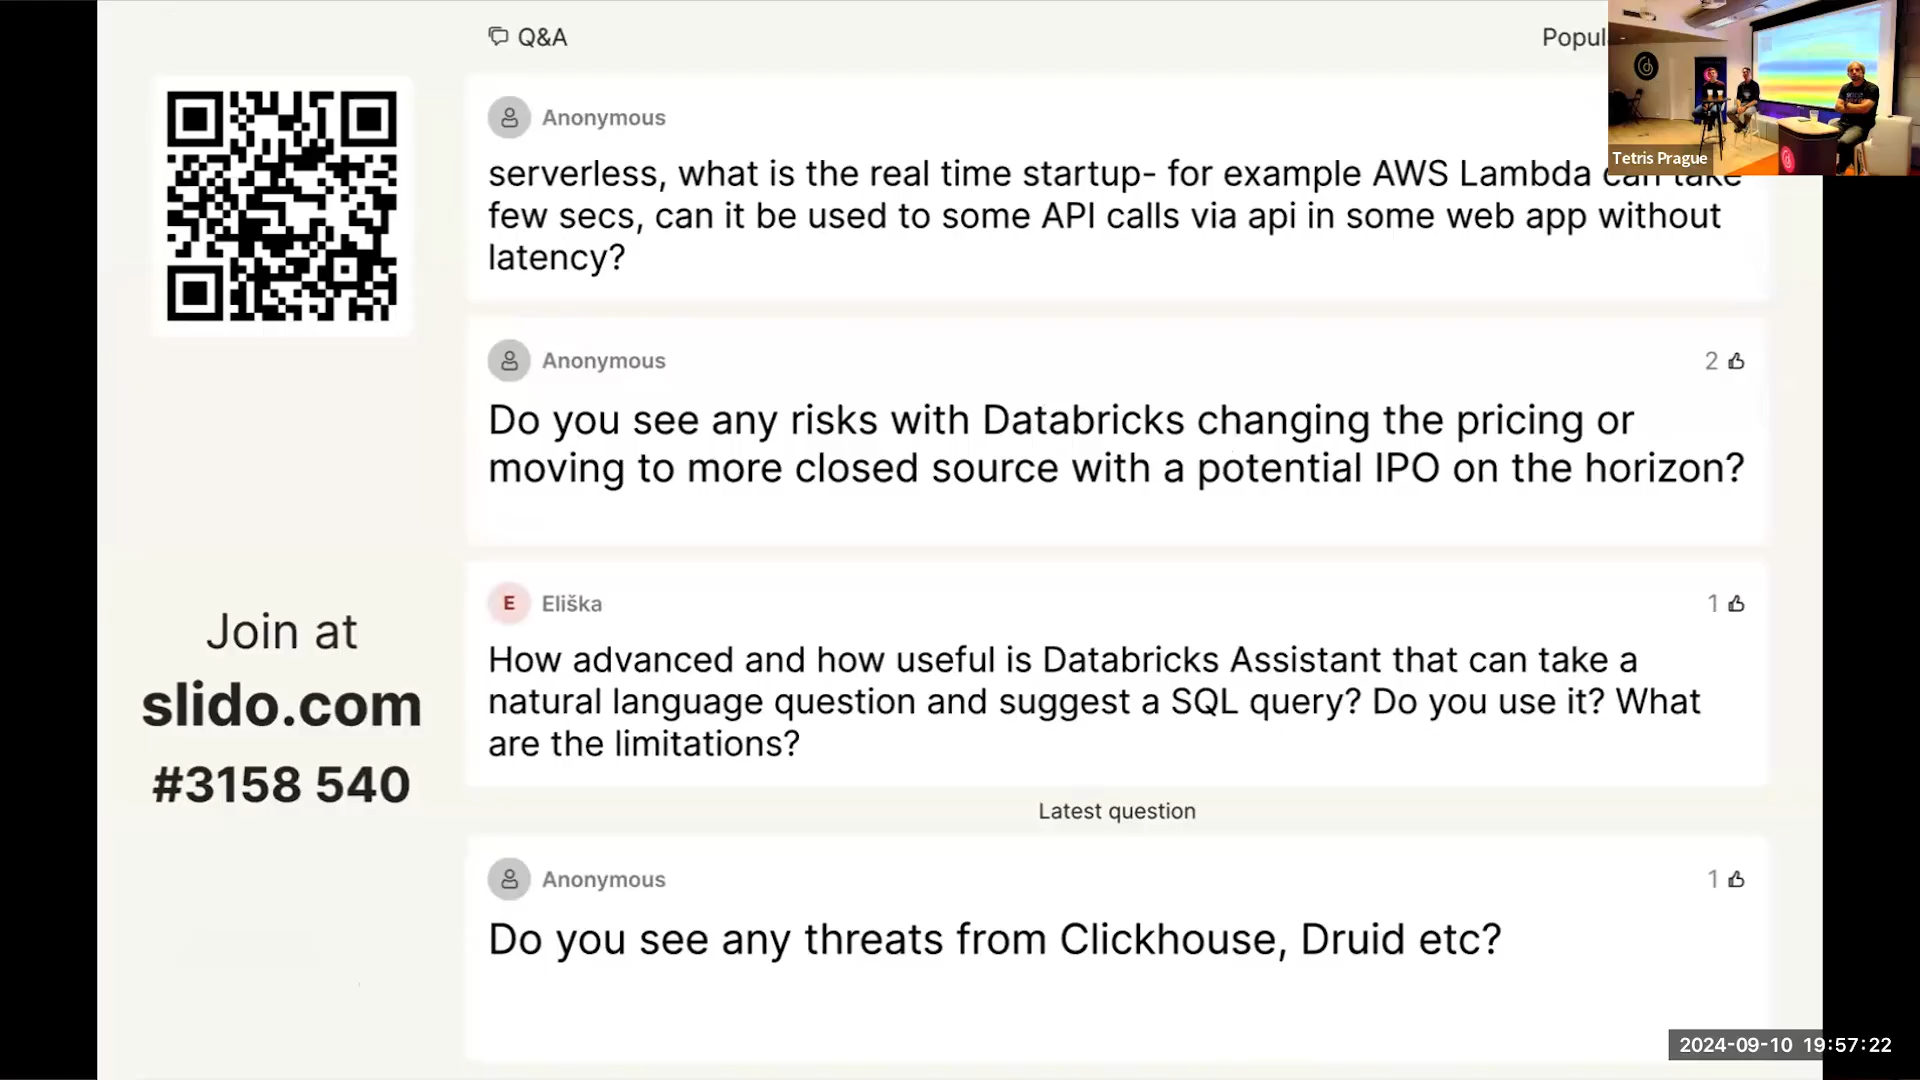 Q&A
Popul
Anonymous
serverless, what is the real time startup- for example AWS Lambda can take
few secs, can it be used to some API calls via api in some web app without
latency?
Anonymous
2
Do you see any risks with Databricks changing the pricing or
moving to more closed source with a potential IPO on the horizon?
E Eliška
1
How advanced and how useful is Databricks Assistant that can take a
natural language question and suggest a SQL query? Do you use it? What
are the limitations?
Latest question
Anonymous
1
Do you see any threats from Clickhouse, Druid etc?
Join at
slido.com
#3158 540
Tetris Prague
2024-09-10 19:57:22